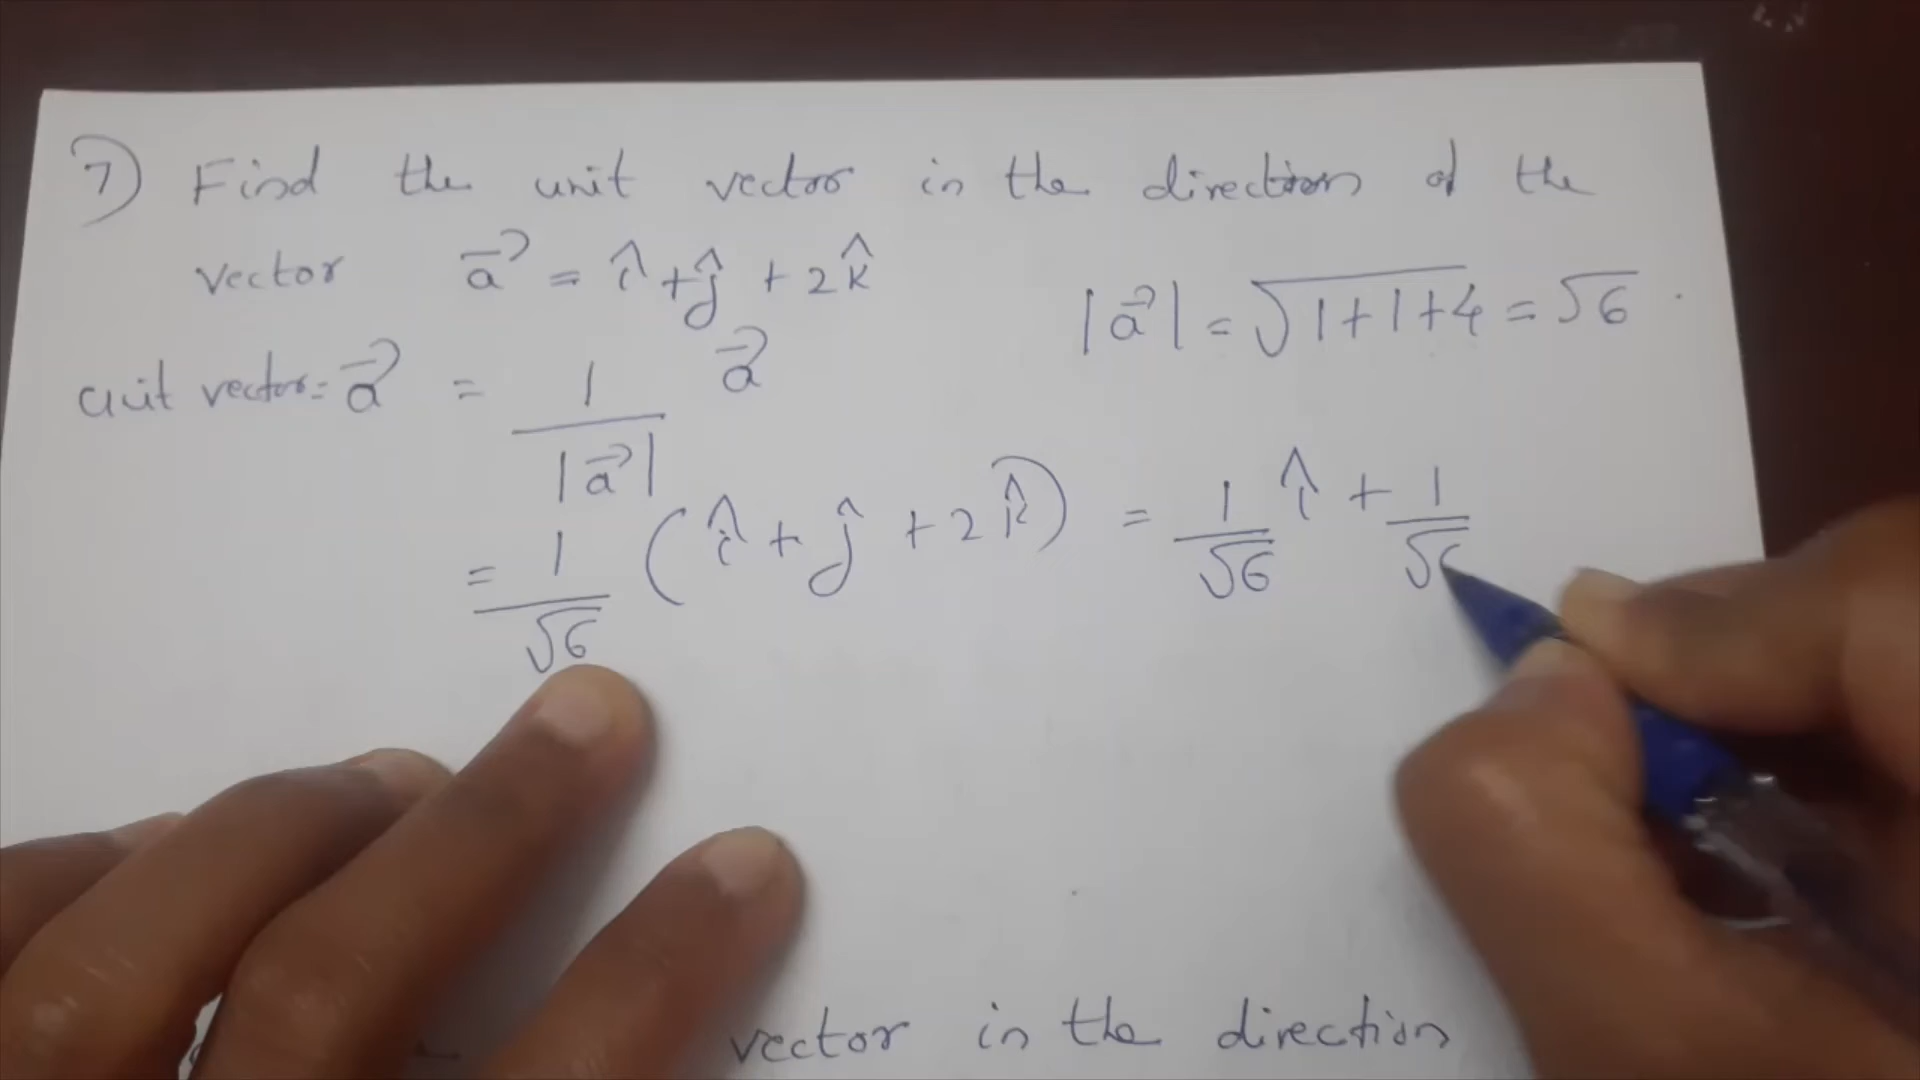 7) Find the unit vector in the direction of the
vector a⃗ = î + ĵ + 2k̂
|a⃗| = √1+1+4 = √6
unit vector = a⃗ = 1/|a⃗| a⃗
= 1/√6 (î + ĵ + 2k̂) = 1/√6 î + 1/√6
vector in the direction